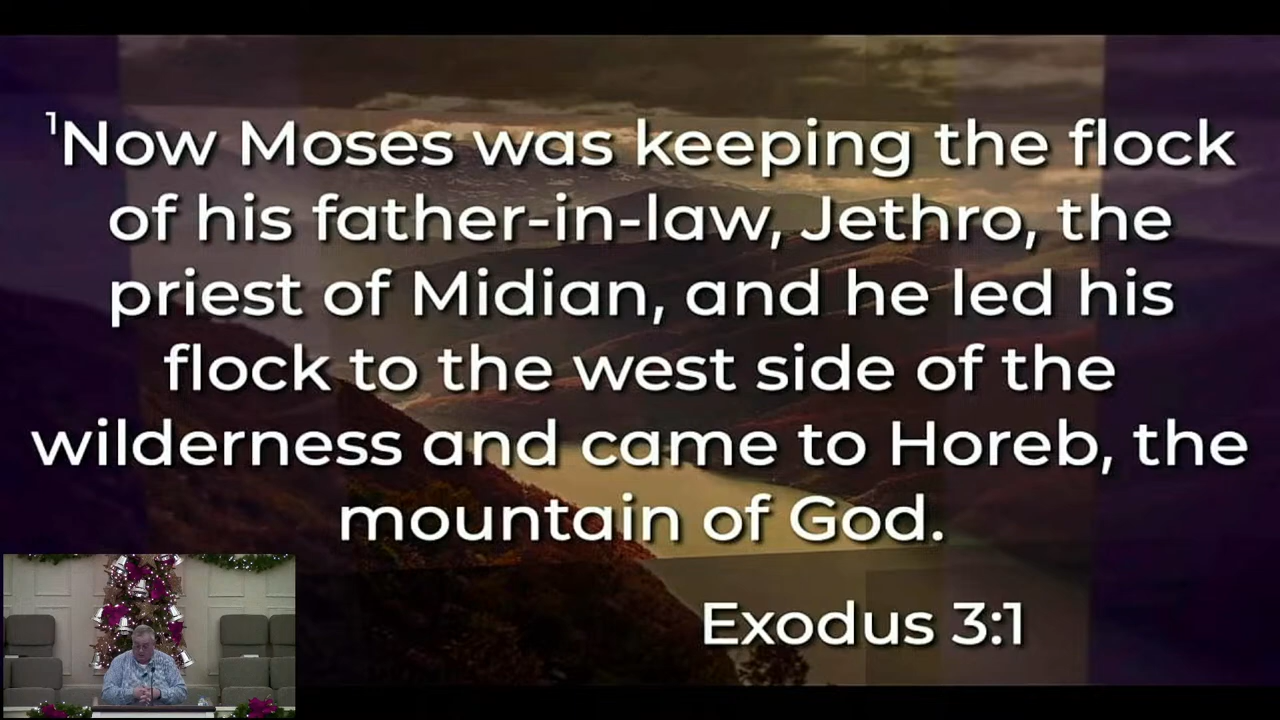 ¹Now Moses was keeping the flock
of his father-in-law, Jethro, the
priest of Midian, and he led his
flock to the west side of the
wilderness and came to Horeb, the
mountain of God.
Exodus 3:1